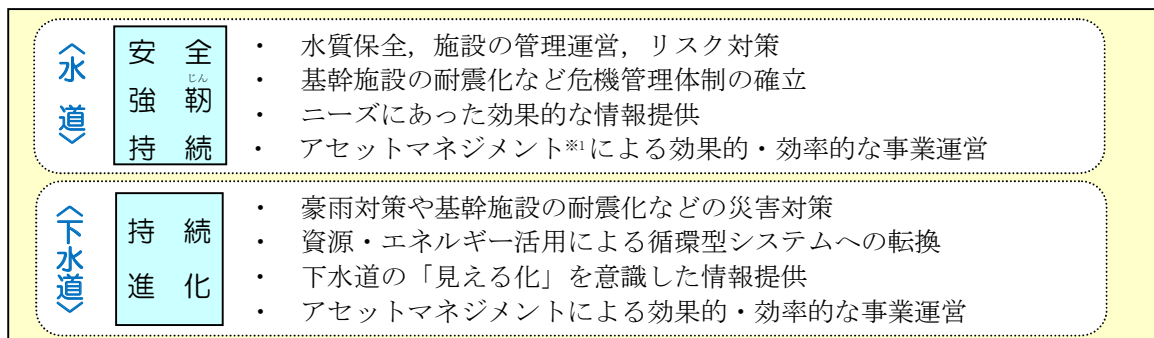 〈水道〉
安全
強靭
じん
持続
・ 水質保全，施設の管理運営，リスク対策
・ 基幹施設の耐震化など危機管理体制の確立
・ ニーズにあった効果的な情報提供
・ アセットマネジメント※1による効果的・効率的な事業運営
〈下水道〉
持続
進化
・ 豪雨対策や基幹施設の耐震化などの災害対策
・ 資源・エネルギー活用による循環型システムへの転換
・ 下水道の「見える化」を意識した情報提供
・ アセットマネジメントによる効果的・効率的な事業運営